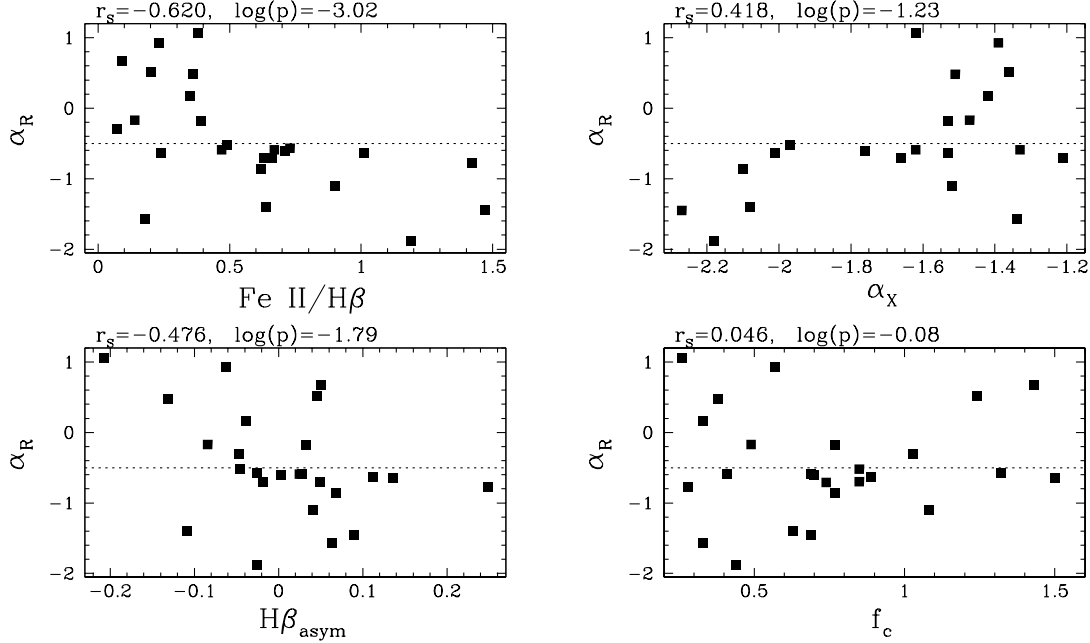 r_s=−0.620, log(p)=−3.02
1
0
−1
−2
α_R
0
0.5
1
1.5
Fe II/Hβ
r_s=0.418, log(p)=−1.23
1
0
−1
−2
α_R
−2.2
−2
−1.8
−1.6
−1.4
−1.2
α_X
r_s=−0.476, log(p)=−1.79
1
0
−1
−2
α_R
−0.2
−0.1
0
0.1
0.2
Hβ_asym
r_s=0.046, log(p)=−0.08
1
0
−1
−2
α_R
0.5
1
1.5
f_c